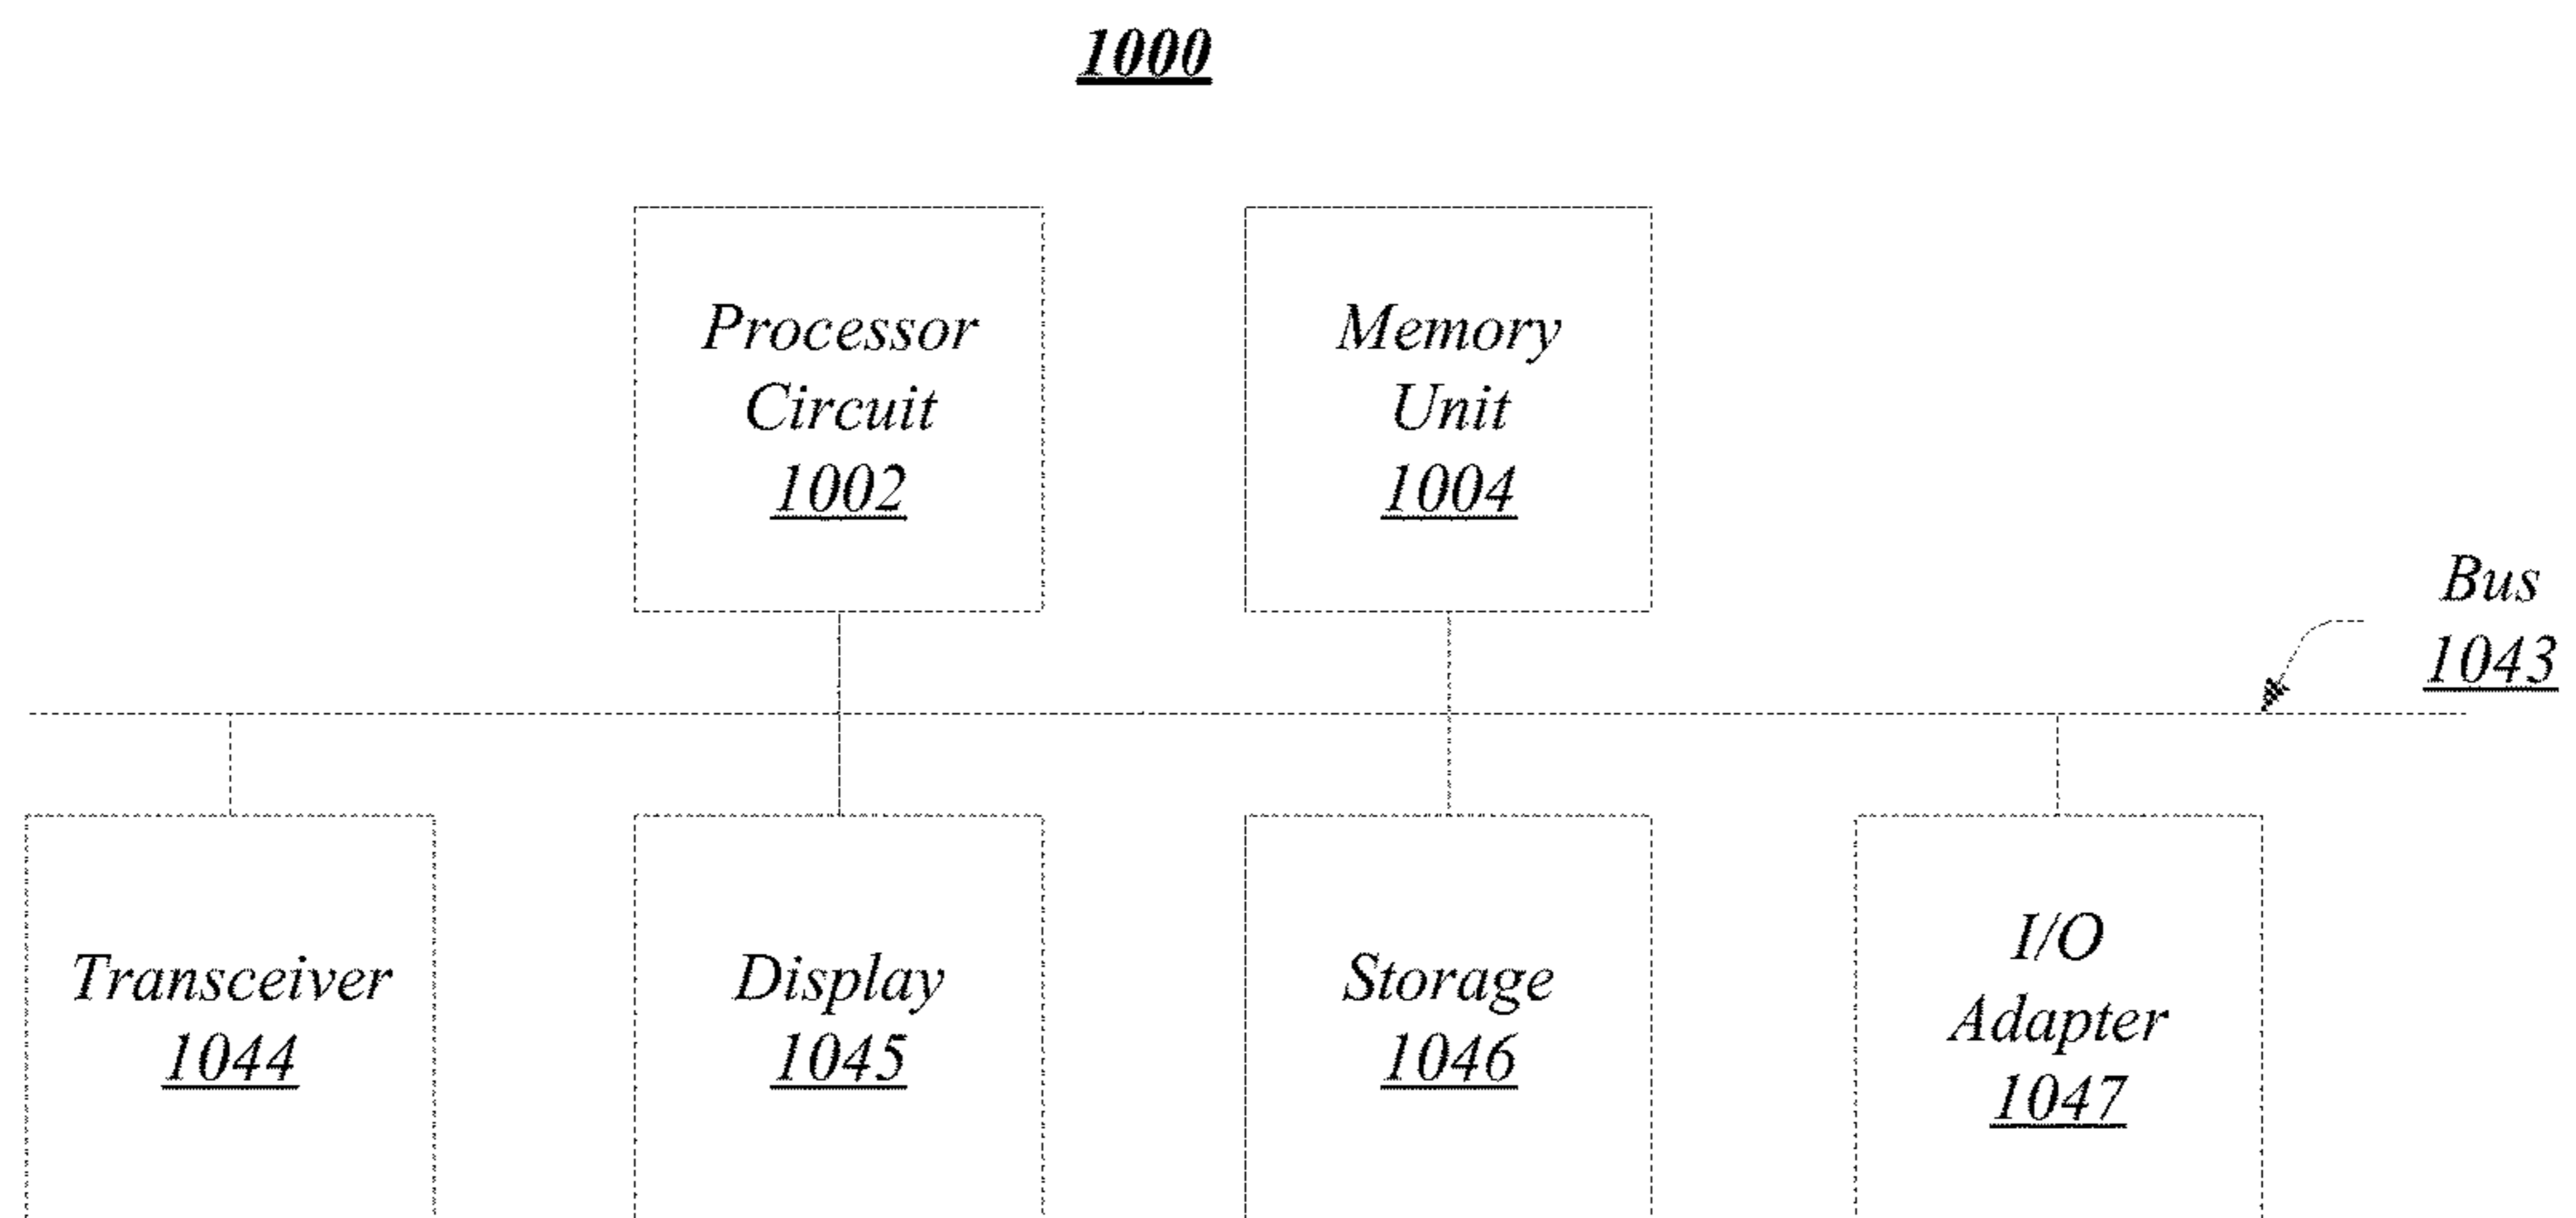 1000
Processor
Circuit
1002
Memory
Unit
1004
Bus
1043
Transceiver
1044
Display
1045
Storage
1046
I/O
Adapter
1047